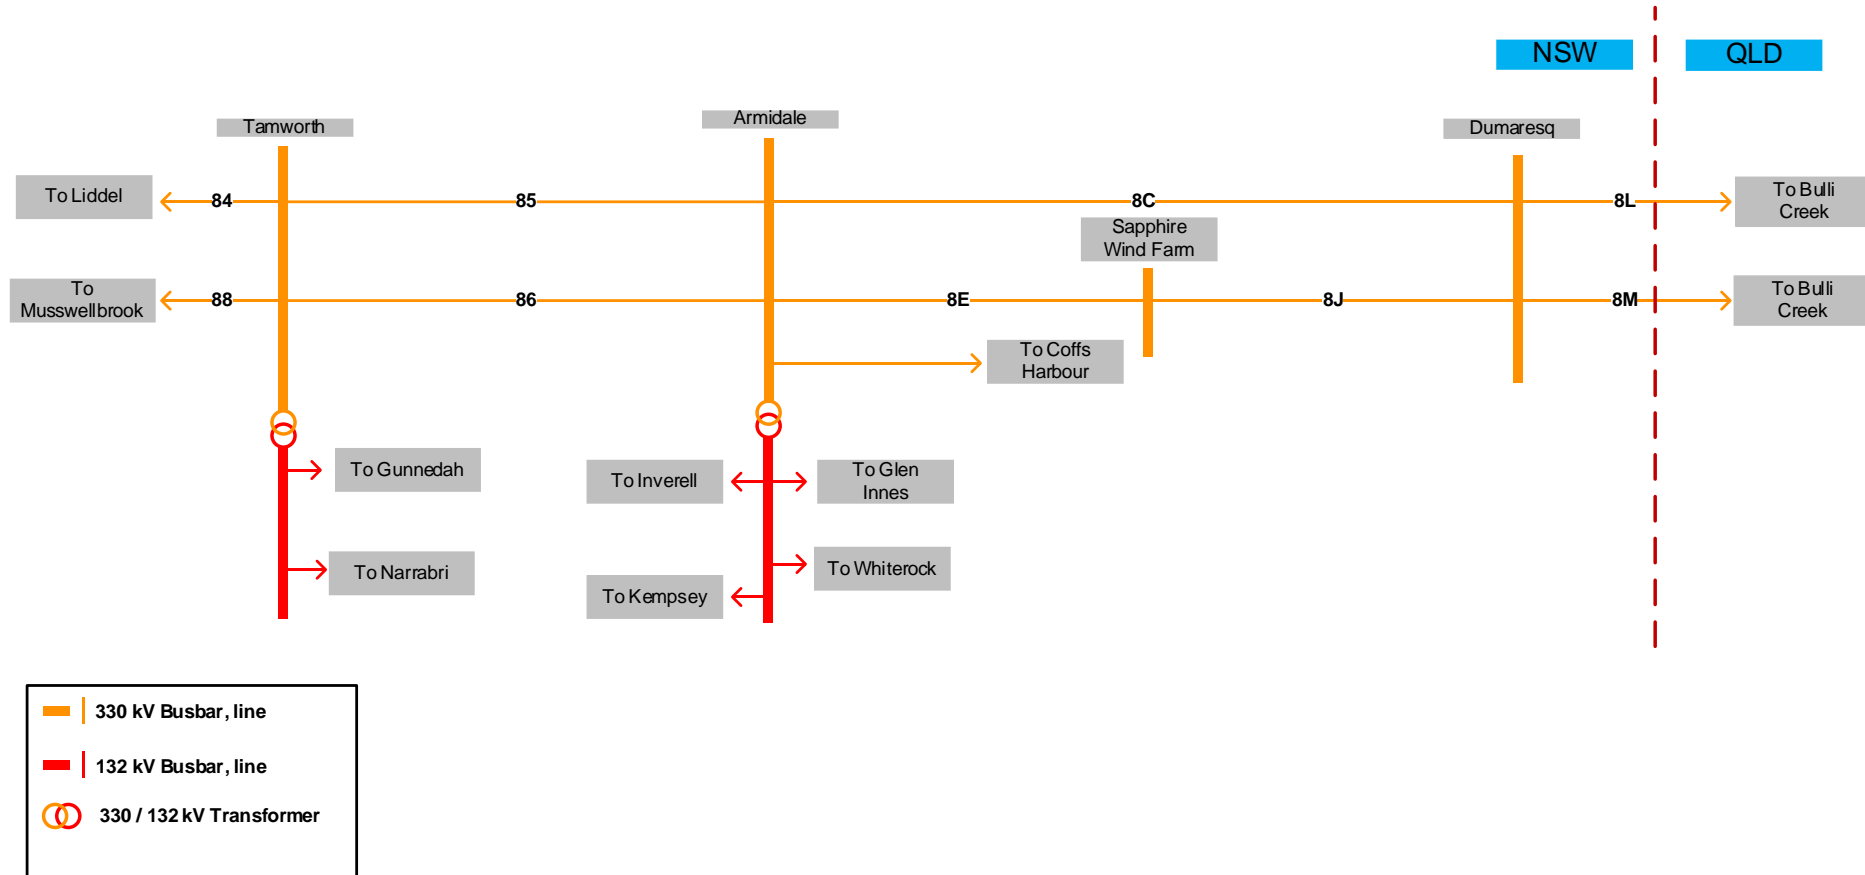 NSW
QLD
Tamworth
Armidale
Dumaresq
To Liddel
84
85
8C
8L
To Bulli
Creek
Sapphire
Wind Farm
To
Musswellbrook
88
86
8E
8J
8M
To Bulli
Creek
To Coffs
Harbour
To Gunnedah
To Inverell
To Glen
Innes
To Narrabri
To Whiterock
To Kempsey
330 kV Busbar, line
132 kV Busbar, line
330 / 132 kV Transformer